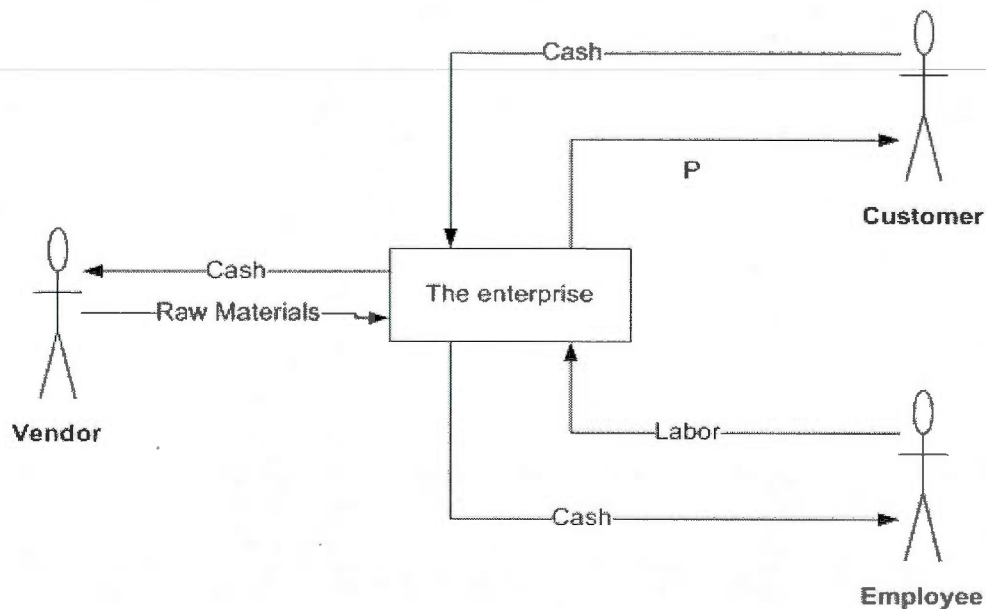 Cash
P
Customer
Cash
The enterprise
Raw Materials
Vendor
Labor
Cash
Employee